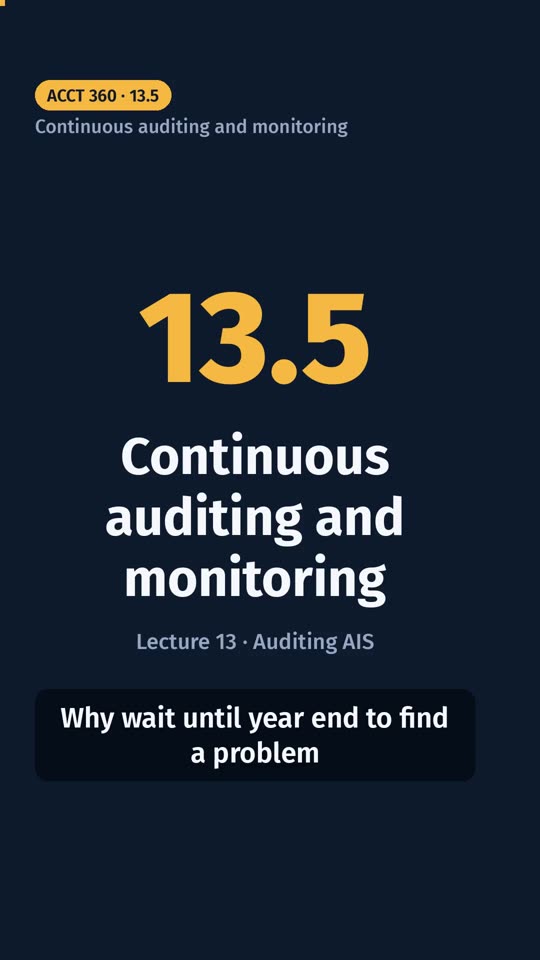 ACCT 360 · 13.5
Continuous auditing and monitoring
13.5
Continuous
auditing and
monitoring
Lecture 13 · Auditing AIS
Why wait until year end to find
a problem